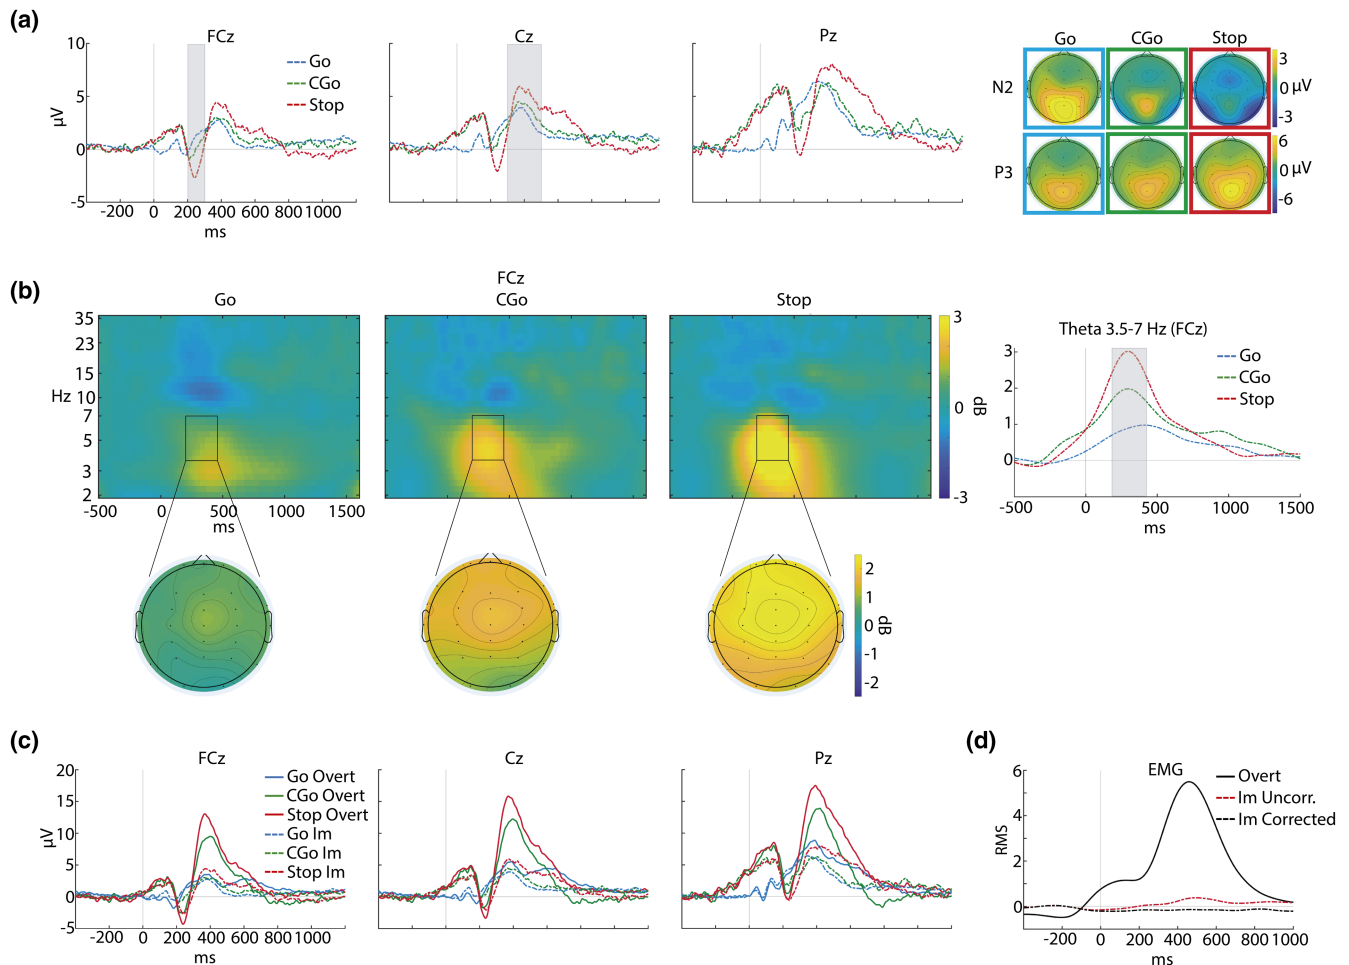 (a)
FCz
Cz
Pz
Go
CGo
Stop
10
5
0
-5
μV
Go
CGo
Stop
-200 0 200 400 600 800 1000
ms
N2
3
0 μV
-3
P3
6
0 μV
-6
(b)
FCz
Go
CGo
Stop
35
23
15
Hz 10
7
5
3
2
-500 0 500 1000 1500
ms
3
0
-3
dB
2
1
0
-1
-2
dB
Theta 3.5-7 Hz (FCz)
3
2
1
0
Go
CGo
Stop
-500 0 500 1000 1500
ms
(c)
FCz
Cz
Pz
20
15
10
5
0
-5
μV
Go Overt
CGo Overt
Stop Overt
Go Im
CGo Im
Stop Im
-200 0 200 400 600 800 1000
ms
(d)
EMG
6
4
2
0
RMS
Overt
Im Uncorr.
Im Corrected
-200 0 200 400 600 800 1000
ms